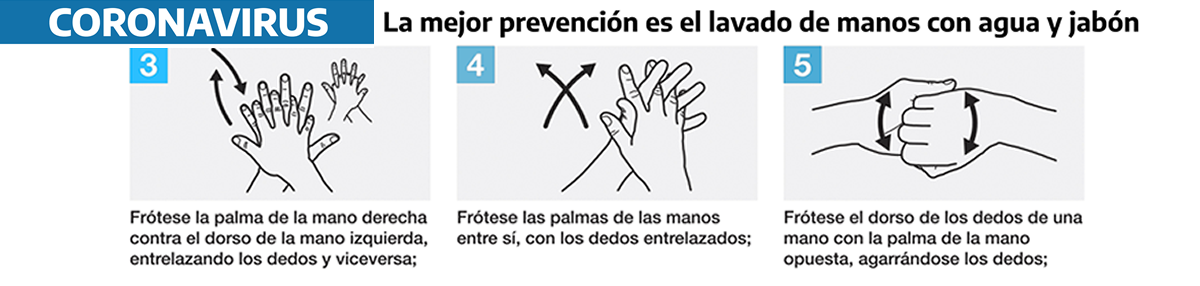 CORONAVIRUS
La mejor prevención es el lavado de manos con agua y jabón
3
Frótese la palma de la mano derecha
contra el dorso de la mano izquierda,
entrelazando los dedos y viceversa;
4
Frótese las palmas de las manos
entre sí, con los dedos entrelazados;
5
Frótese el dorso de los dedos de una
mano con la palma de la mano
opuesta, agarrándose los dedos;